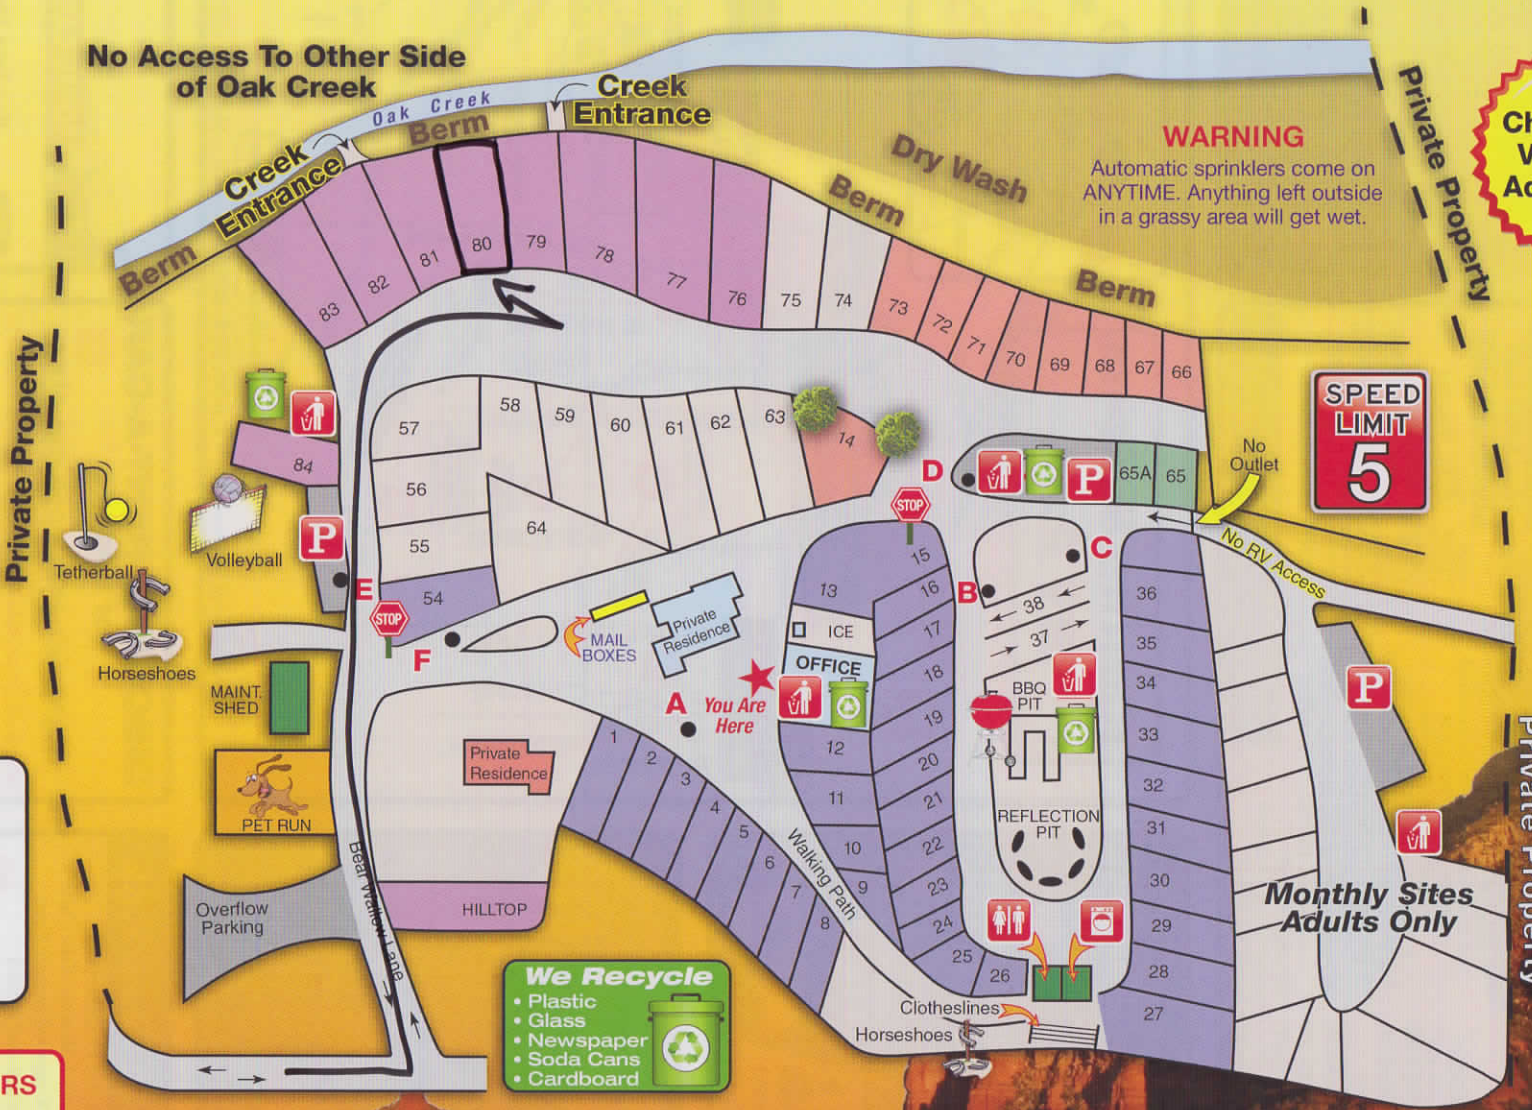 No Access To Other Side
of Oak Creek
Oak Creek
Creek
Entrance
Creek
Entrance
Berm
Berm
Berm
Berm
Dry Wash
WARNING
Automatic sprinklers come on
ANYTIME. Anything left outside
in a grassy area will get wet.
Private Property
Private Property
Private Property
83
82
81
80
79
78
77
76
75
74
73
72
71
70
69
68
67
66
SPEED
LIMIT
5
No
Outlet
No RV Access
57
58
59
60
61
62
63
14
84
56
55
64
54
P
Volleyball
Tetherball
Horseshoes
E
STOP
F
D
P
65A
65
STOP
MAIL
BOXES
Private
Residence
13
ICE
OFFICE
You Are
Here
A
B
C
38
37
BBQ
PIT
REFLECTION
PIT
15
16
17
18
19
20
21
22
23
24
25
26
12
11
10
9
36
35
34
33
32
31
30
29
28
27
P
MAINT.
SHED
PET RUN
Private
Residence
1
2
3
4
5
6
7
8
Walking Path
HILLTOP
Overflow
Parking
Bear Wallow Lane
Monthly Sites
Adults Only
We Recycle
• Plastic
• Glass
• Newspaper
• Soda Cans
• Cardboard
Clotheslines
Horseshoes
RS